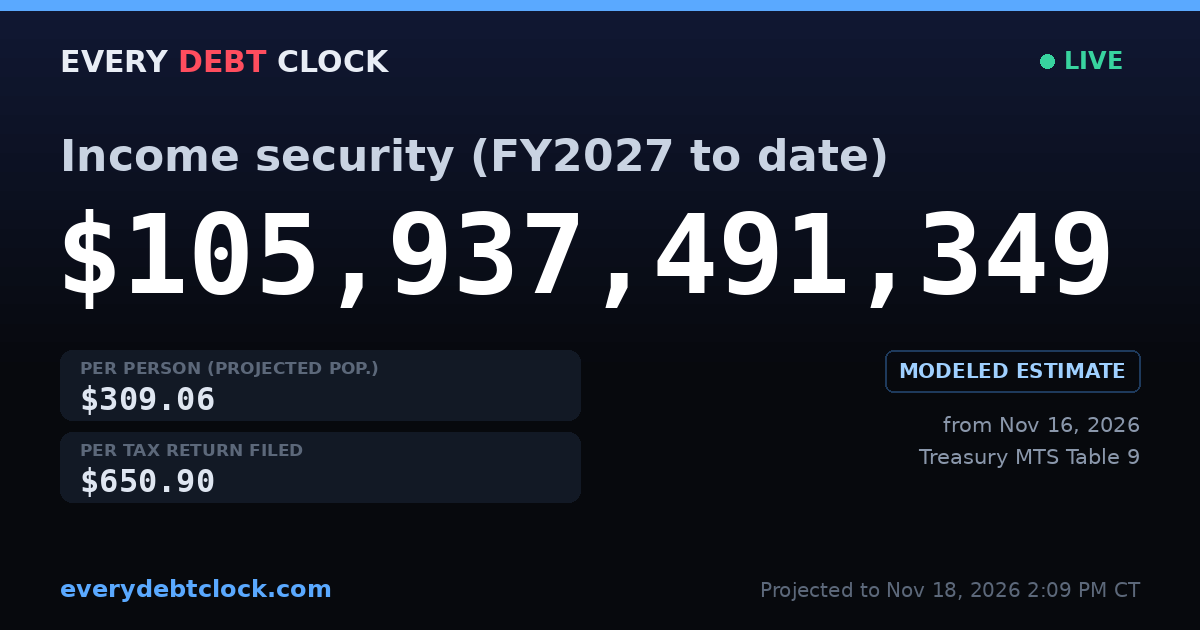 EVERY DEBT CLOCK
LIVE
Income security (FY2027 to date)
$105,937,491,349
PER PERSON (PROJECTED POP.)
$309.06
PER TAX RETURN FILED
$650.90
MODELED ESTIMATE
from Nov 16, 2026
Treasury MTS Table 9
everydebtclock.com
Projected to Nov 18, 2026 2:09 PM CT